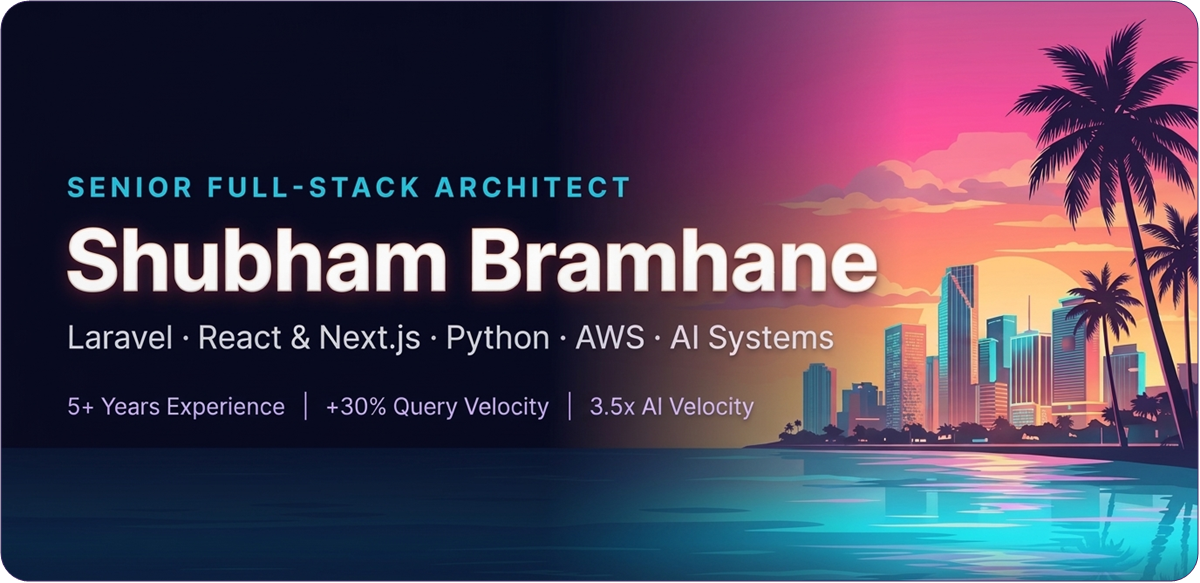 SENIOR FULL-STACK ARCHITECT
Shubham Bramhane
Laravel · React & Next.js · Python · AWS · AI Systems
5+ Years Experience | +30% Query Velocity | 3.5x AI Velocity